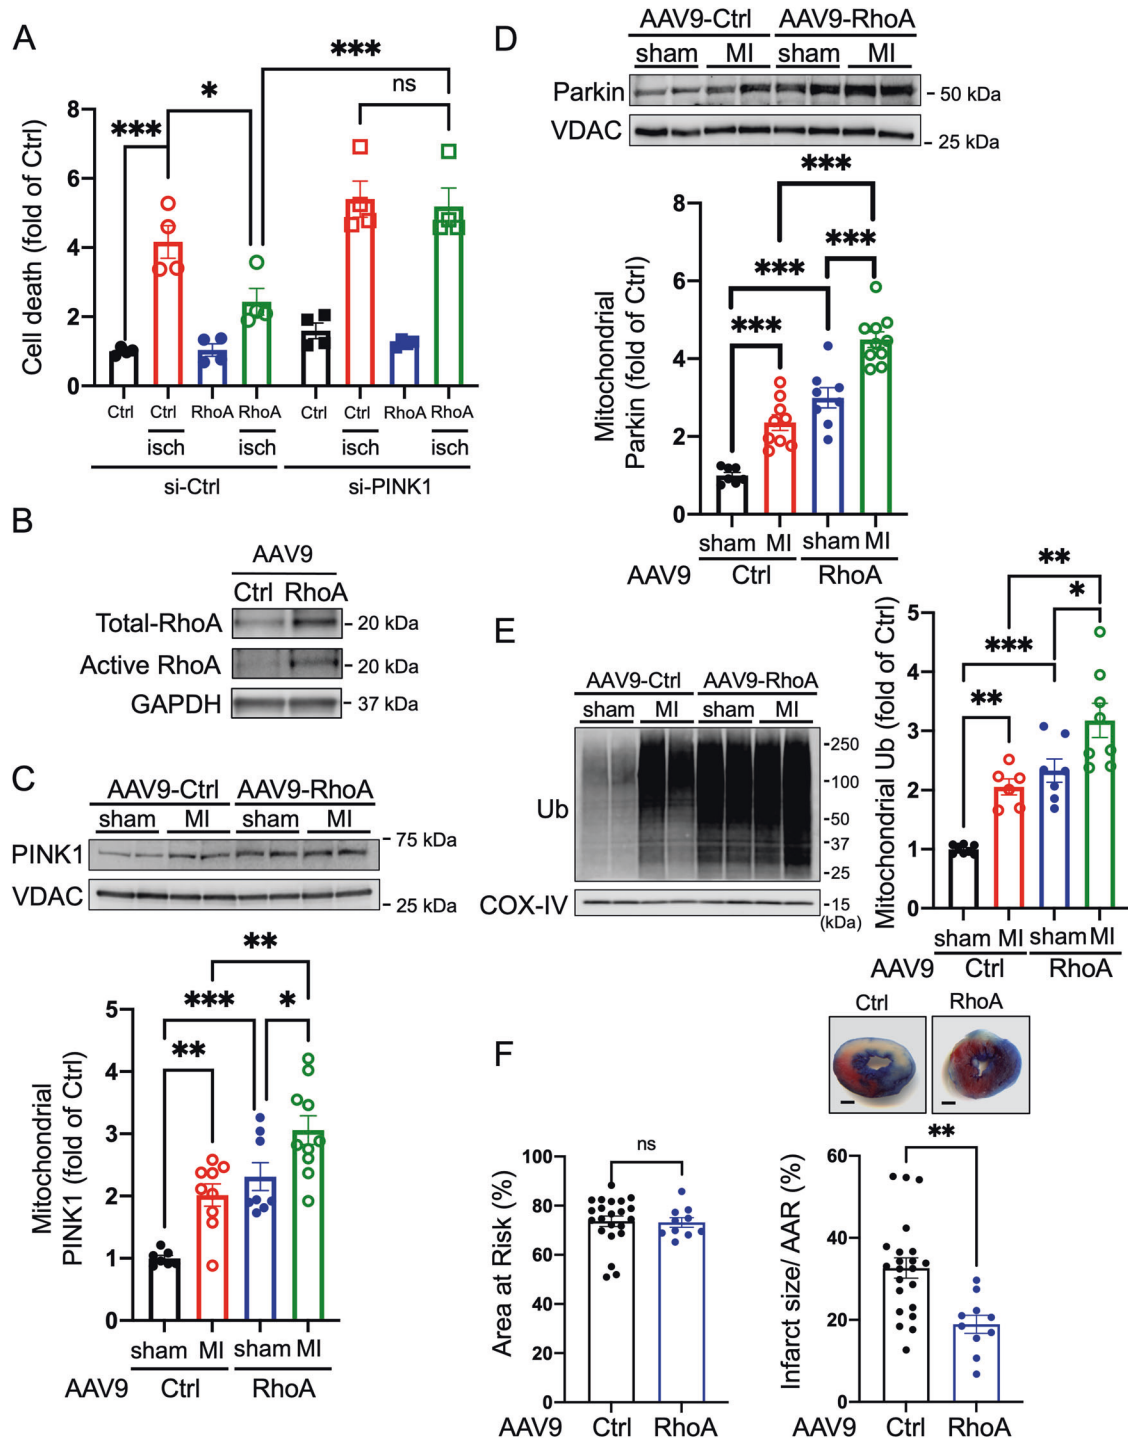 A
Cell death (fold of Ctrl)
8
6
4
2
0
***
*
***
ns
Ctrl Ctrl RhoA RhoA Ctrl Ctrl RhoA RhoA
isch isch isch isch
si-Ctrl si-PINK1
B
AAV9
Ctrl RhoA
Total-RhoA - 20 kDa
Active RhoA - 20 kDa
GAPDH - 37 kDa
C
AAV9-Ctrl AAV9-RhoA
sham MI sham MI
PINK1 - 75 kDa
VDAC - 25 kDa
Mitochondrial
PINK1 (fold of Ctrl)
5
4
3
2
1
0
**
***
*
**
sham MI sham MI
AAV9 Ctrl RhoA
D
AAV9-Ctrl AAV9-RhoA
sham MI sham MI
Parkin - 50 kDa
VDAC - 25 kDa
Mitochondrial
Parkin (fold of Ctrl)
8
6
4
2
0
***
***
***
***
sham MI sham MI
AAV9 Ctrl RhoA
E
AAV9-Ctrl AAV9-RhoA
sham MI sham MI
Ub
-250
-100
-50
-37
-25
COX-IV -15
(kDa)
Mitochondrial Ub (fold of Ctrl)
5
4
3
2
1
0
**
***
*
**
sham MI sham MI
AAV9 Ctrl RhoA
F
Area at Risk (%)
100
80
60
40
20
0
ns
AAV9 Ctrl RhoA
Ctrl RhoA
Infarct size/ AAR (%)
60
40
20
0
**
AAV9 Ctrl RhoA